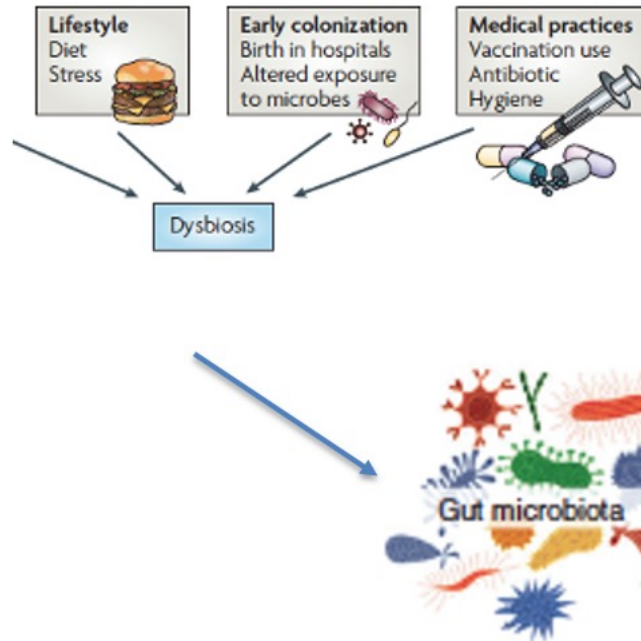 Lifestyle
Diet
Stress
Early colonization
Birth in hospitals
Altered exposure
to microbes
Medical practices
Vaccination use
Antibiotic
Hygiene
Dysbiosis
Gut microbiota